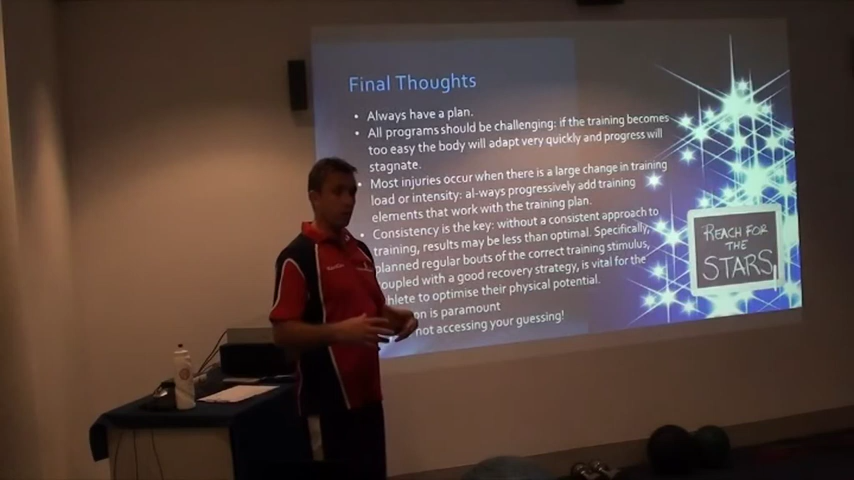 Final Thoughts
• Always have a plan.
• All programs should be challenging: if the training becomes
too easy the body will adapt very quickly and progress will
stagnate.
• Most injuries occur when there is a large change in training
load or intensity: al-ways progressively add training
elements that work with the training plan.
• Consistency is the key: without a consistent approach to
training, results may be less than optimal. Specifically,
planned regular bouts of the correct training stimulus,
coupled with a good recovery strategy, is vital for the
athlete to optimise their physical potential.
on is paramount
not accessing your guessing!
REACH FOR
THE
STARS